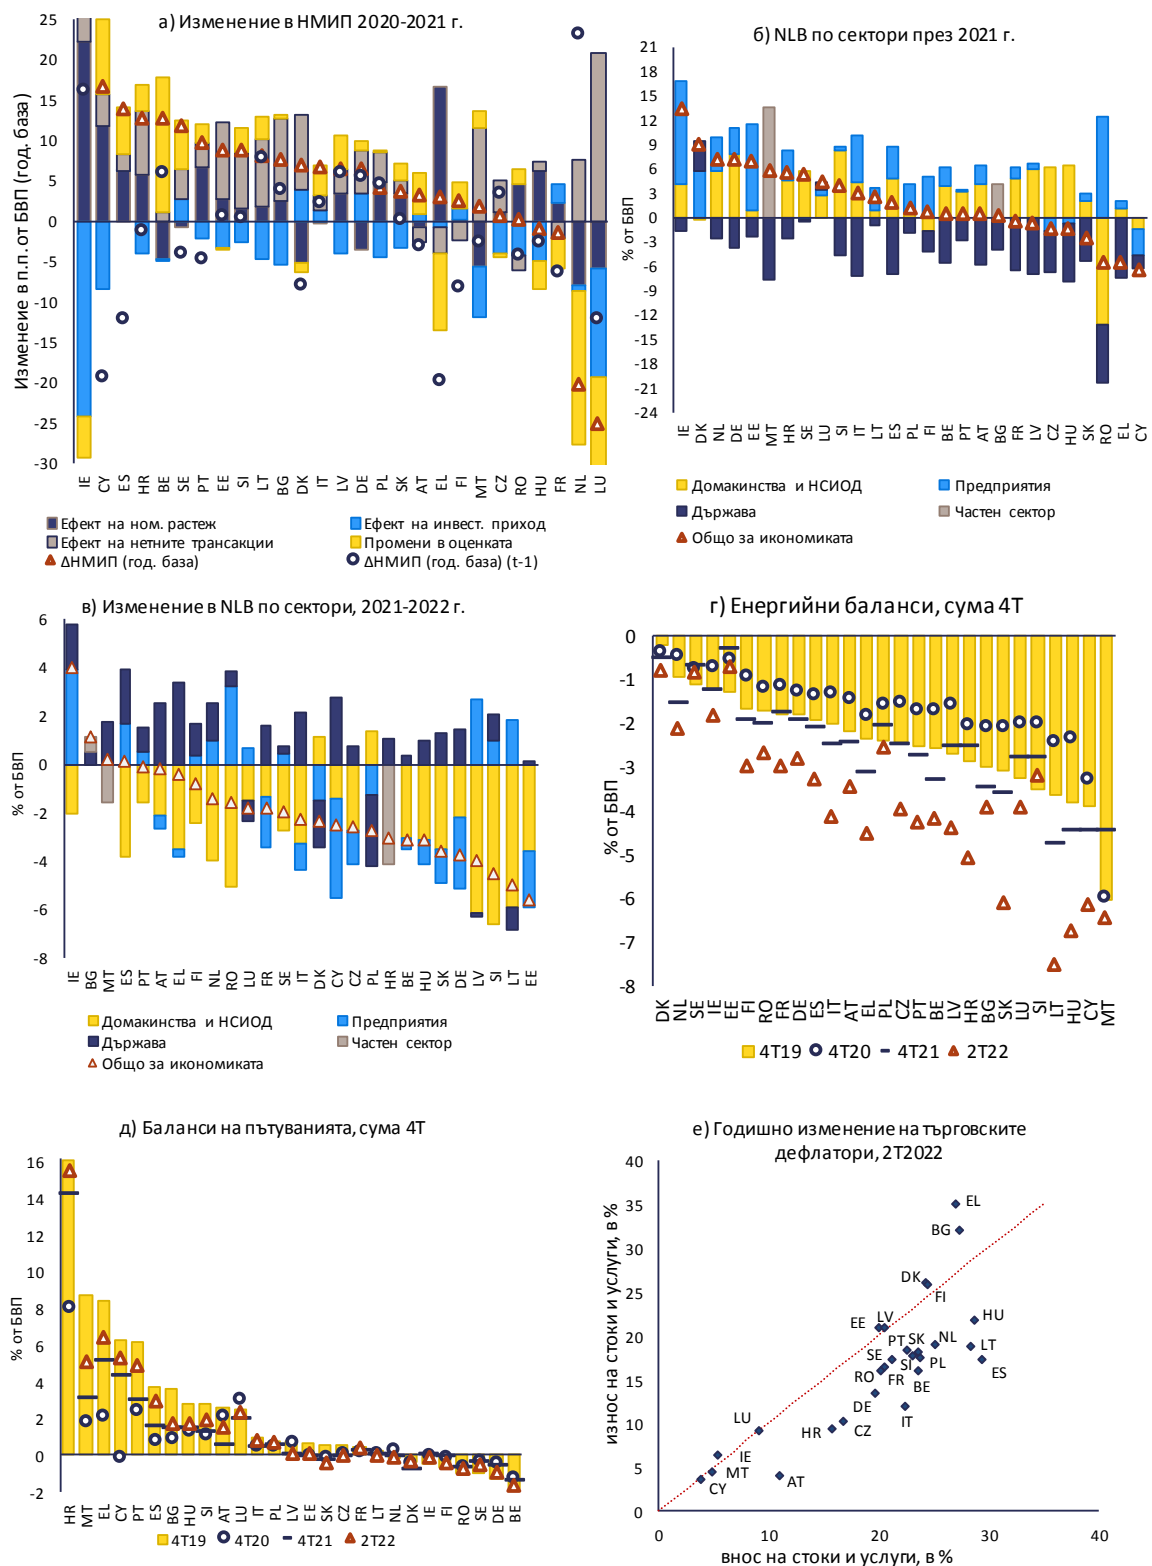 а) Изменение в НМИП 2020-2021 г.
Изменение в п.п. от БВП (год. база)
25
20
15
10
5
0
-5
-10
-15
-20
-25
-30
IE CY ES HR BE SE PT EE SI LT BG DK IT LV DE PL SK AT EL FI MT CZ RO HU FR NL LU
Ефект на ном. растеж
Ефект на инвест. приход
Ефект на нетните трансакции
Промени в оценката
ΔНМИП (год. база)
ΔНМИП (год. база) (t-1)
б) NLB по сектори през 2021 г.
% от БВП
21
18
15
12
9
6
3
0
-3
-6
-9
-12
-15
-18
-21
-24
IE DK NL DE EE MT HR SE LU SI IT LT ES PL FI BE PT AT BG FR LV CZ HU SK RO EL CY
Домакинства и НСИОД
Предприятия
Държава
Частен сектор
Общо за икономиката
в) Изменение в NLB по сектори, 2021-2022 г.
% от БВП
6
4
2
0
-2
-4
-6
-8
IE BG MT ES PT AT EL FI NL RO LU FR SE IT DK CY CZ PL HR BE HU SK DE LV SI LT EE
Домакинства и НСИОД
Предприятия
Държава
Частен сектор
Общо за икономиката
г) Енергийни баланси, сума 4Т
% от БВП
0
-1
-2
-3
-4
-5
-6
-7
-8
DK NL SE IE EE FI RO FR DE ES IT AT EL PL CZ PT BE LV HR BG SK LU SI LT HU CY MT
4Т19 4Т20 4Т21 2Т22
д) Баланси на пътуванията, сума 4Т
% от БВП
16
14
12
10
8
6
4
2
0
-2
HR MT EL CY PT ES BG HU SI AT LU IT PL LV EE SK CZ FR LT NL DK IE FI RO SE DE BE
4Т19 4Т20 4Т21 2Т22
е) Годишно изменение на търговските
дефлатори, 2Т2022
износ на стоки и услуги, в %
40
35
30
25
20
15
10
5
0
EL
BG
DK
FI
HU
EE
LV
PT
SK
NL
LT
SE
SI
PL
ES
RO
FR
BE
DE
IT
LU
HR
CZ
IE
MT
CY
AT
0 10 20 30 40
внос на стоки и услуги, в %